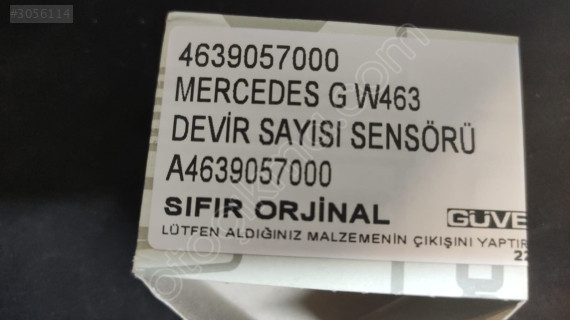 #3056114
4639057000
MERCEDES G W463
DEVİR SAYISI SENSÖRÜ
A4639057000
SIFIR ORJİNAL GÜVE
LÜTFEN ALDIĞINIZ MALZEMENİN ÇIKIŞINI YAPTIR
22